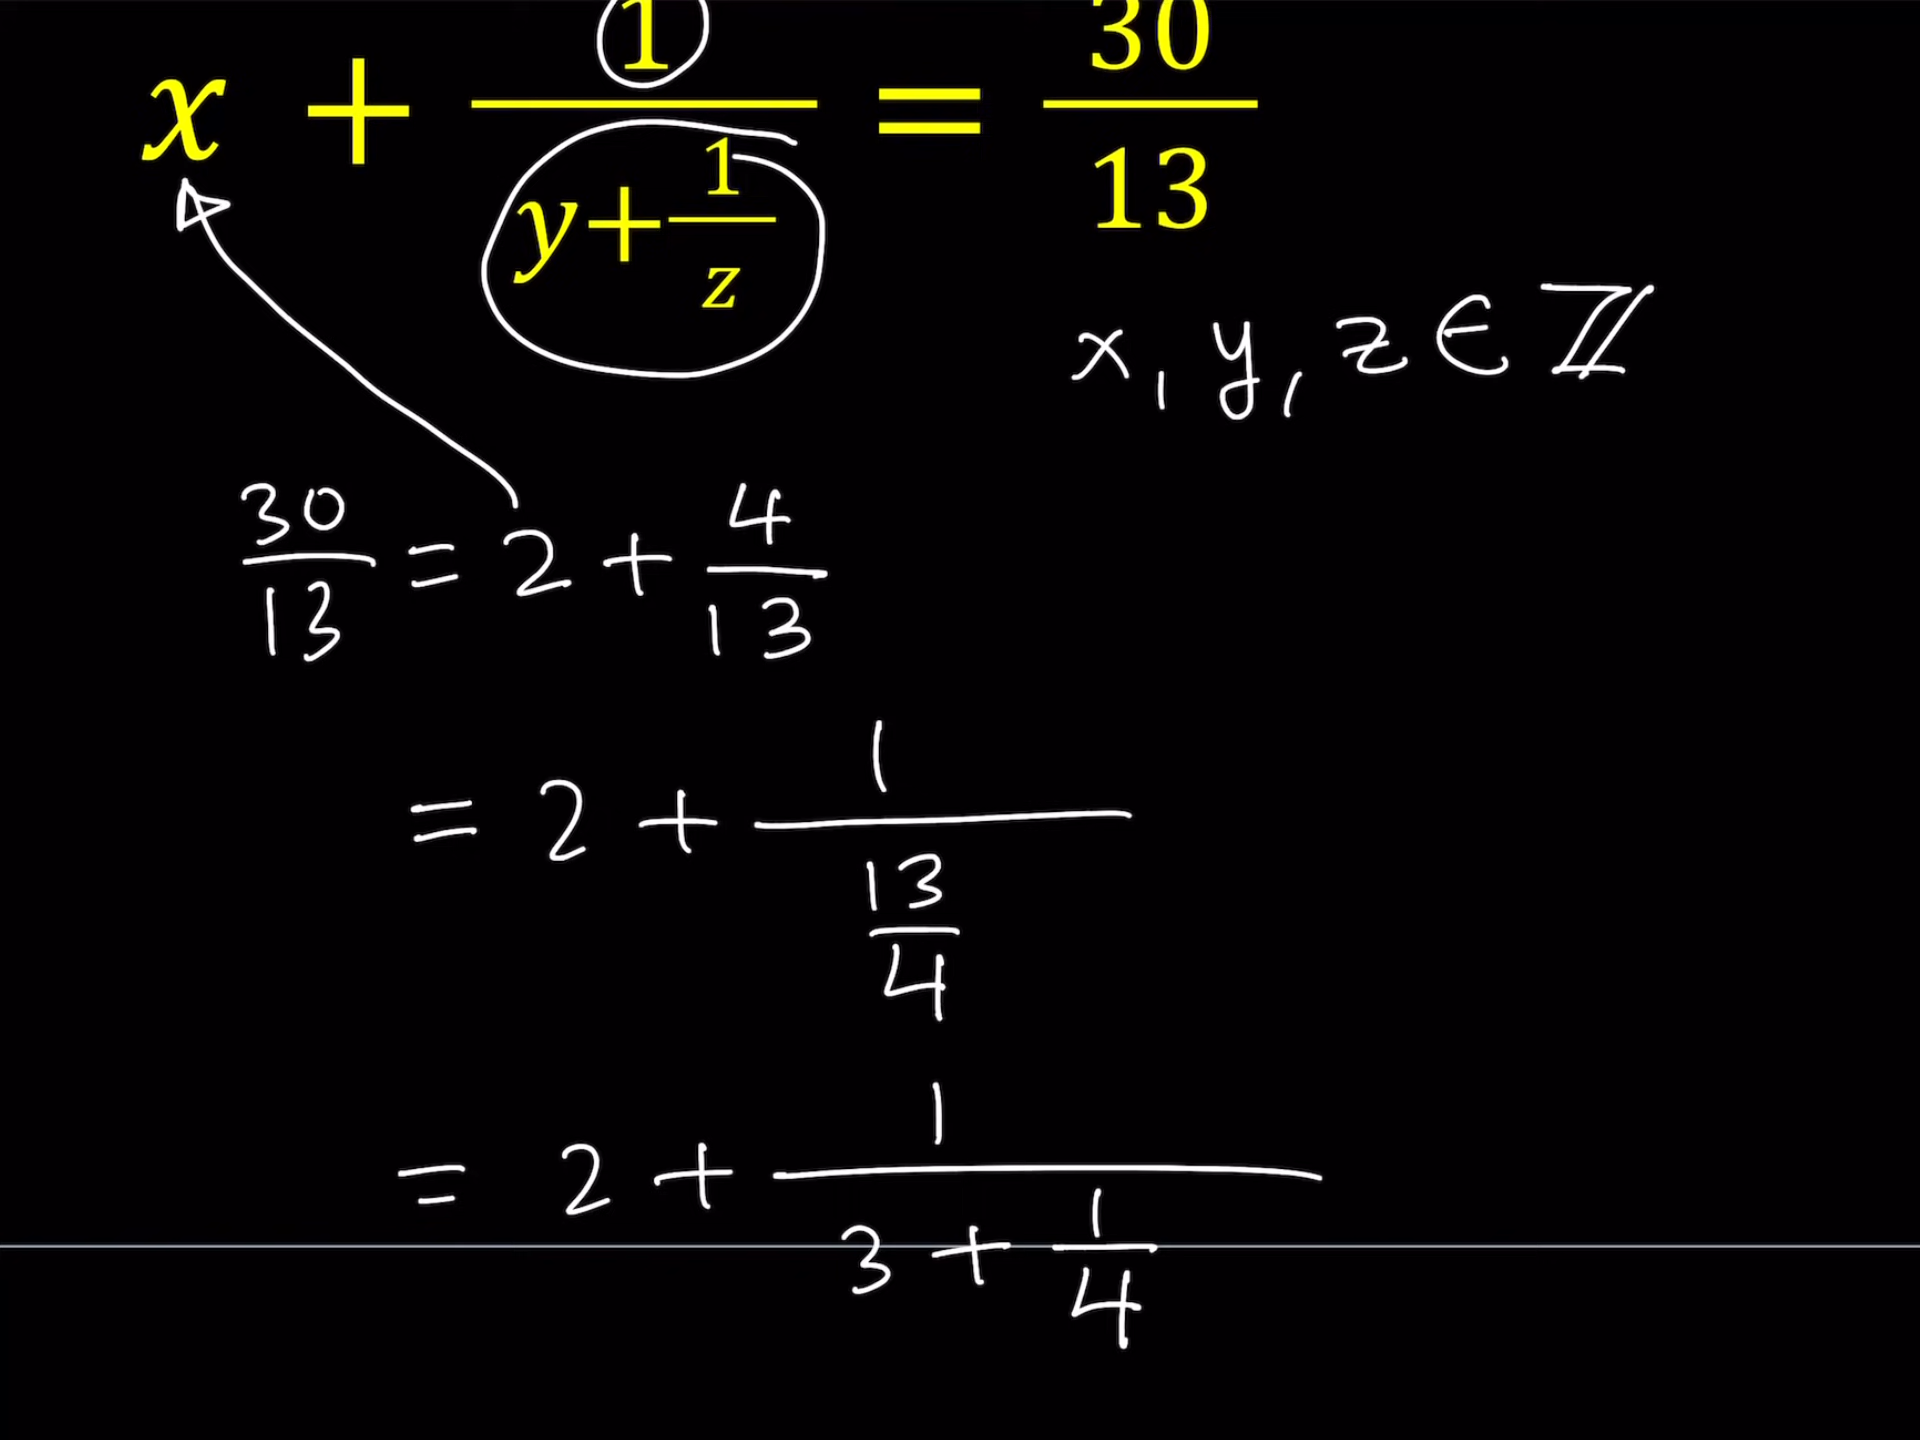 x + 1/(y+1/z) = 30/13
x, y, z ∈ ℤ
30/13 = 2 + 4/13
= 2 + 1/(13/4)
= 2 + 1/(3 + 1/4)